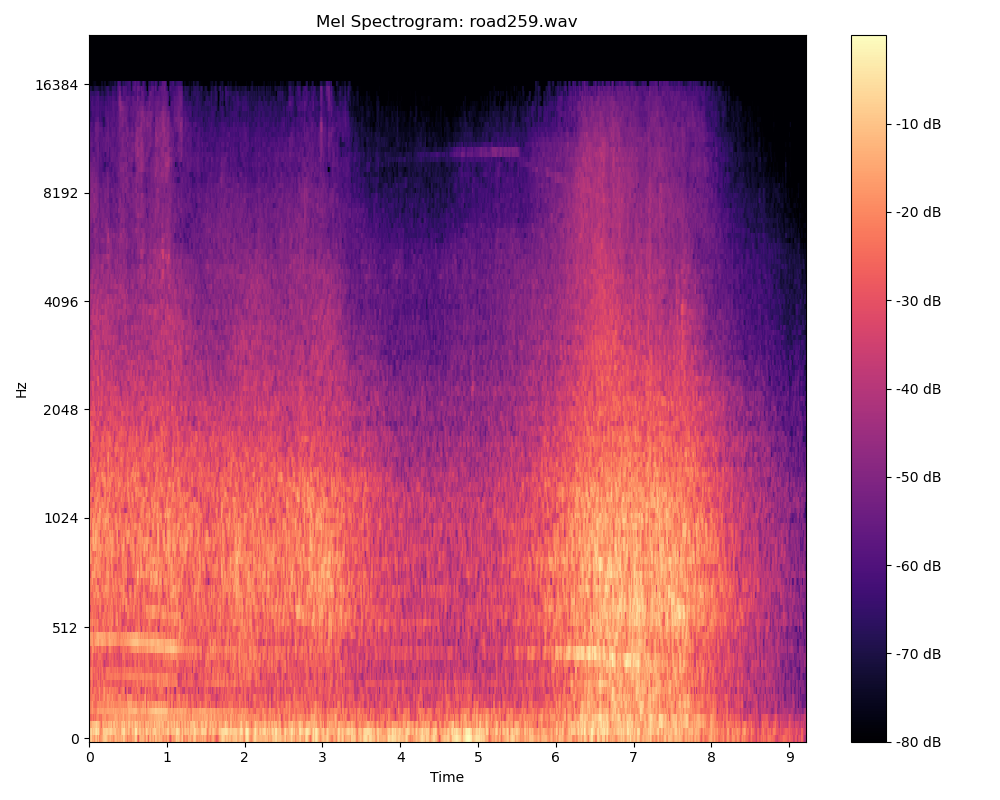 Mel Spectrogram: road259.wav
16384
8192
4096
2048
1024
512
0
Hz
0 1 2 3 4 5 6 7 8 9
Time
-10 dB
-20 dB
-30 dB
-40 dB
-50 dB
-60 dB
-70 dB
-80 dB